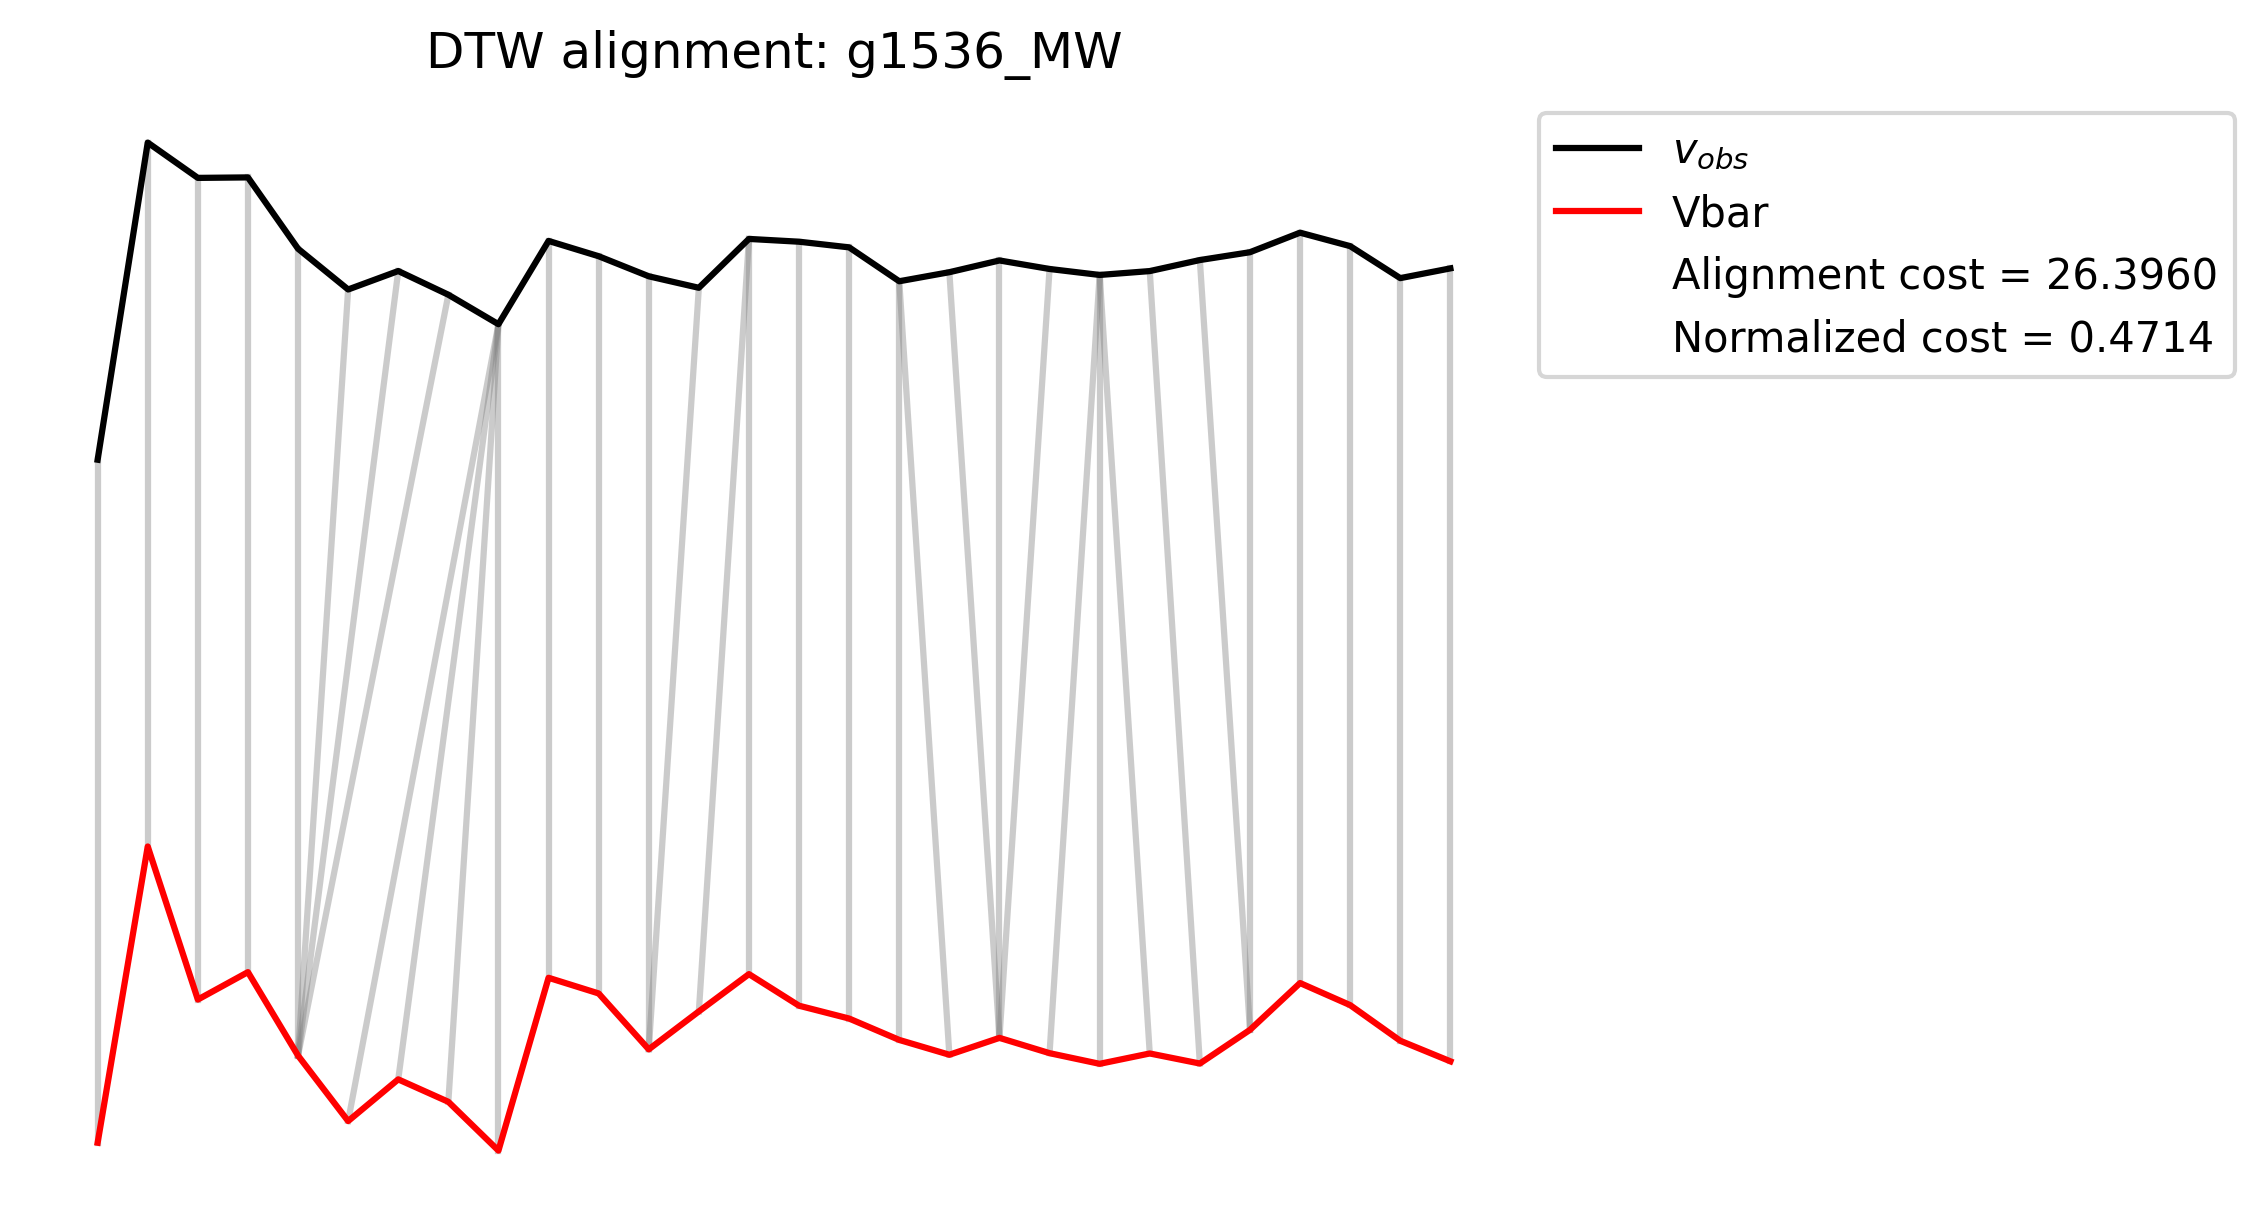 DTW alignment: g1536_MW
v_obs
Vbar
Alignment cost = 26.3960
Normalized cost = 0.4714